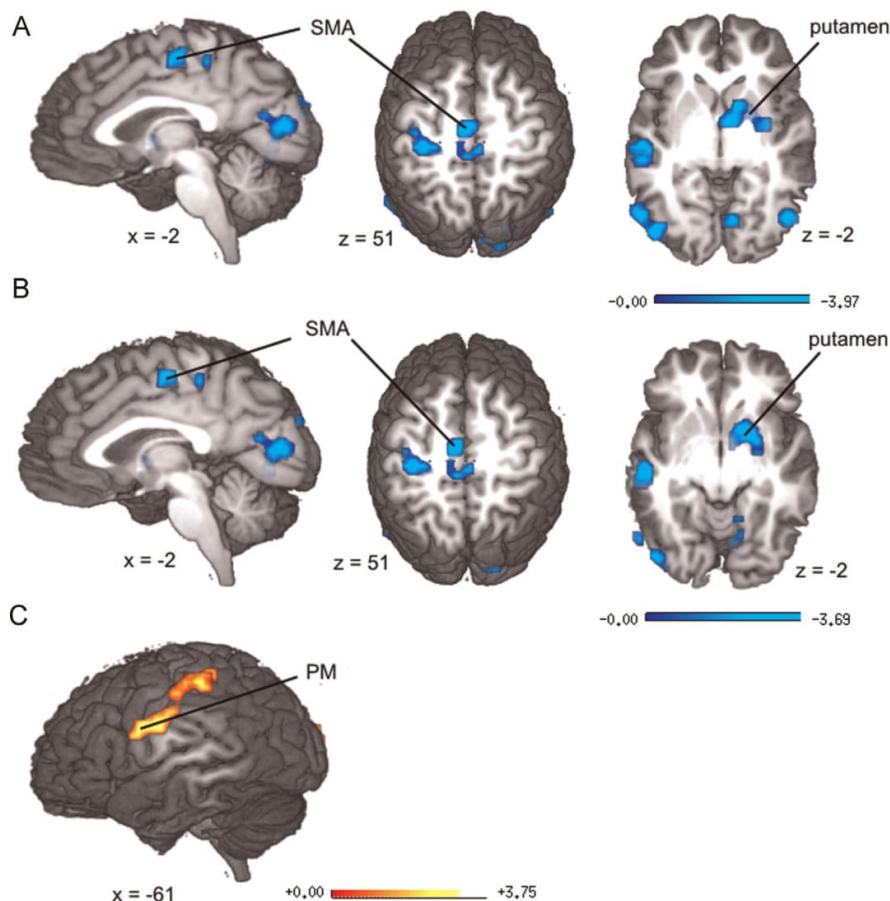 A
SMA
putamen
x = -2
z = 51
z = -2
-0.00 -3.97
B
SMA
putamen
x = -2
z = 51
z = -2
-0.00 -3.69
C
PM
x = -61
+0.00 +3.75